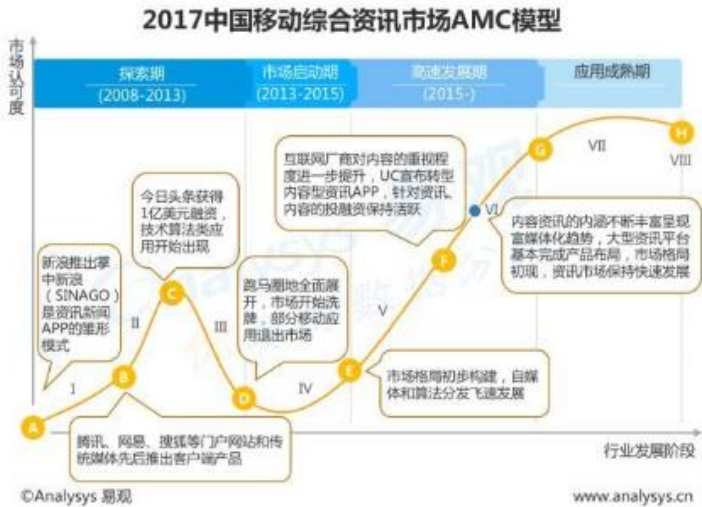 2017中国移动综合资讯市场AMC模型
市场认可度
探索期
(2008-2013)
市场启动期
(2013-2015)
高速发展期
(2015-)
应用成熟期
互联网厂商对内容的重视程
度进一步提升，UC宣布转型
内容型资讯APP，针对资讯、
内容的投融资保持活跃
今日头条获得
1亿美元融资，
技术算法类应
用开始出现
新浪推出掌
中新浪
（SINAGO）
是资讯新闻
APP的雏形
模式
跑马圈地全面展
开，市场开始洗
牌，部分移动应
用退出市场
内容资讯的内涵不断丰富呈现
富媒体化趋势，大型资讯平台
基本完成产品布局，市场格局
初现，资讯市场保持快速发展
市场格局初步构建，自媒
体和算法分发飞速发展
腾讯、网易、搜狐等门户网站和传
统媒体先后推出客户端产品
A
I
B
II
C
III
D
IV
E
V
F
VI
G
VII
H
VIII
行业发展阶段
©Analysys 易观
www.analysys.cn